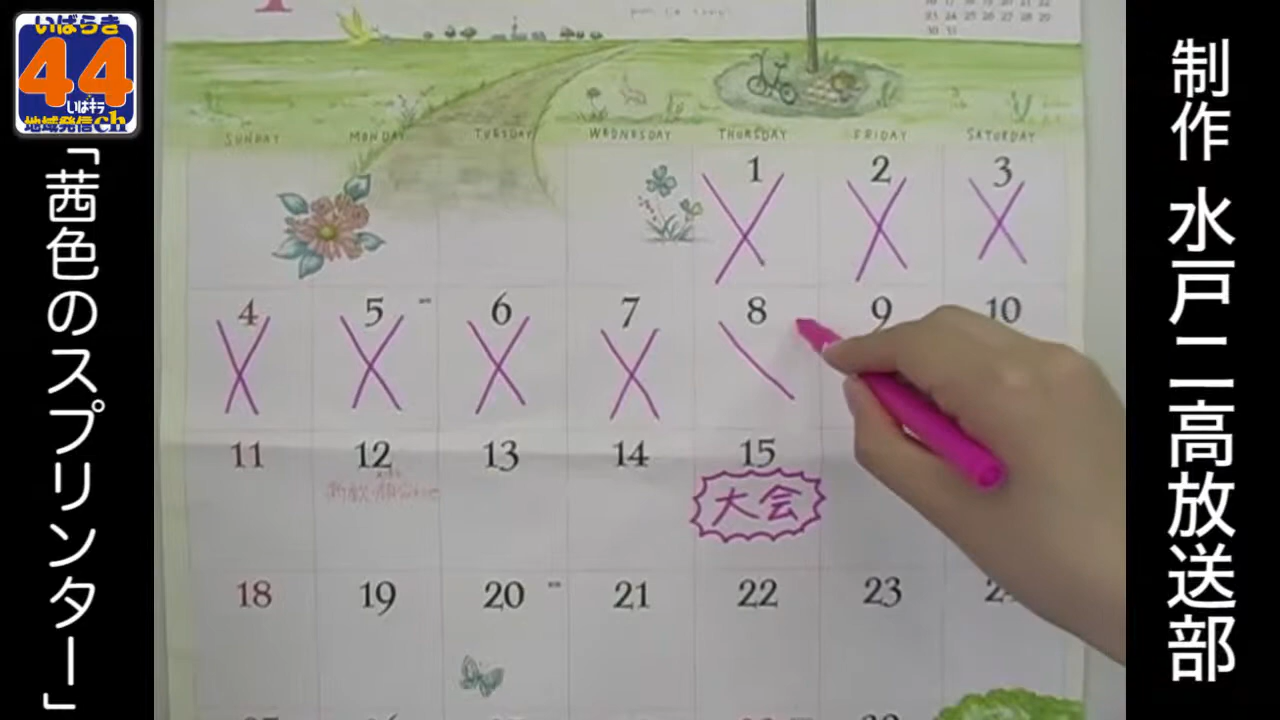 いばらき
44
いばキラ
地域発信ch
「茜色のスプリンター」
制作 水戸二高放送部
SUNDAY MONDAY TUESDAY WEDNESDAY THURSDAY FRIDAY SATURDAY
1 2 3
4 5 6 7 8 9 10
11 12 13 14 15
大会
18 19 20 21 22 23